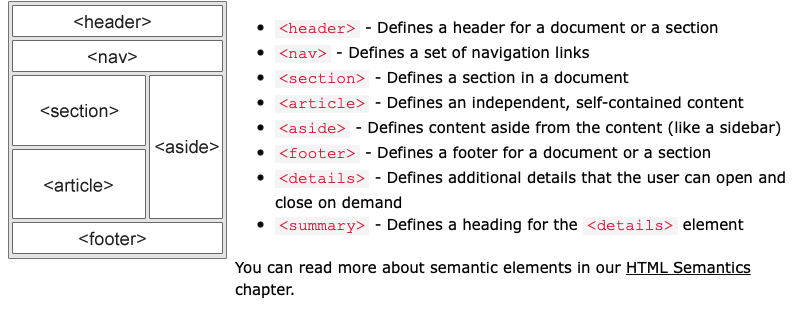 <header>
<nav>
<section>
<aside>
<article>
<footer>
<header> - Defines a header for a document or a section
<nav> - Defines a set of navigation links
<section> - Defines a section in a document
<article> - Defines an independent, self-contained content
<aside> - Defines content aside from the content (like a sidebar)
<footer> - Defines a footer for a document or a section
<details> - Defines additional details that the user can open and
close on demand
<summary> - Defines a heading for the <details> element
You can read more about semantic elements in our HTML Semantics
chapter.